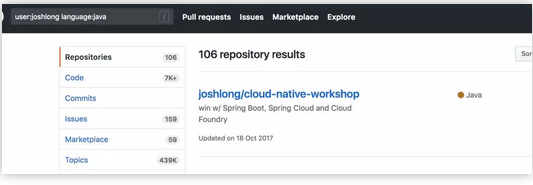 user:joshlong language:java
/
Pull requests Issues Marketplace Explore
Repositories 106
Code 7K+
Commits
Issues 159
Marketplace 59
Topics 439K
106 repository results
Sor
joshlong/cloud-native-workshop
Java
win w/ Spring Boot, Spring Cloud and Cloud
Foundry
Updated on 18 Oct 2017